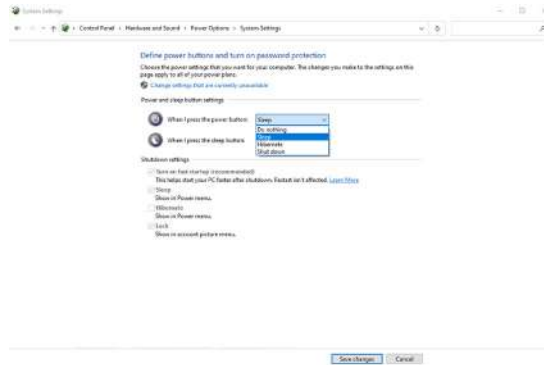 System Settings
Control Panel > Hardware and Sound > Power Options > System Settings
Define power buttons and turn on password protection
Choose the power settings that you want for your computer. The changes you make to the settings on this
page apply to all of your power plans.
Change settings that are currently unavailable
Power and sleep button settings
When I press the power button: Sleep
Do nothing
Sleep
Hibernate
Shut down
When I press the sleep button:
Shutdown settings
Turn on fast startup (recommended)
This helps start your PC faster after shutdown. Restart isn't affected. Learn More
Sleep
Show in Power menu.
Hibernate
Show in Power menu.
Lock
Show in account picture menu.
Save changes Cancel